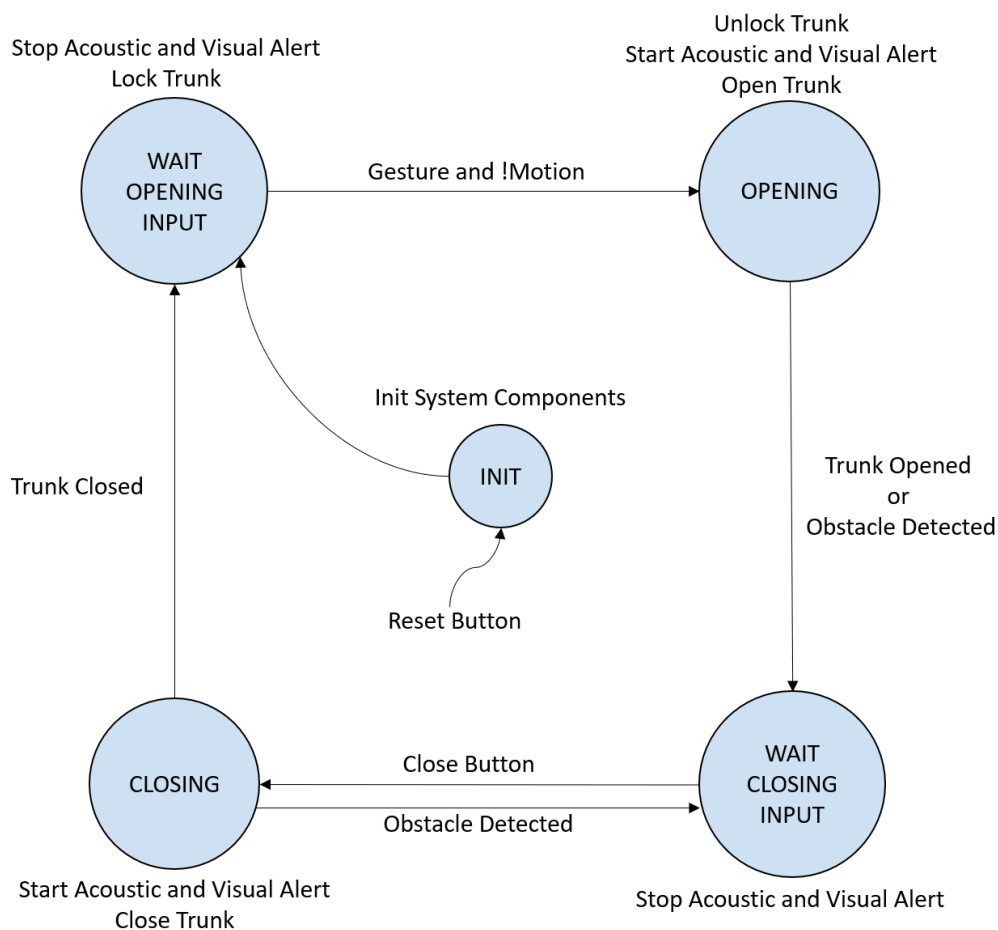 Stop Acoustic and Visual Alert
Lock Trunk
WAIT
OPENING
INPUT
Gesture and !Motion
Unlock Trunk
Start Acoustic and Visual Alert
Open Trunk
OPENING
Init System Components
INIT
Reset Button
Trunk Closed
Trunk Opened
or
Obstacle Detected
CLOSING
Start Acoustic and Visual Alert
Close Trunk
Close Button
Obstacle Detected
WAIT
CLOSING
INPUT
Stop Acoustic and Visual Alert